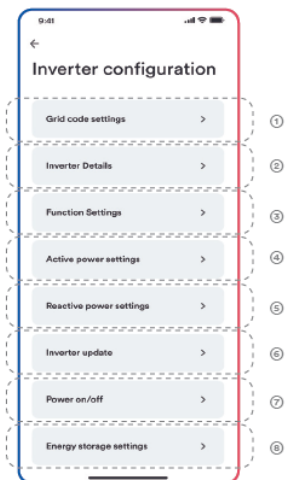 9:41
Inverter configuration
Grid code settings
①
Inverter Details
②
Function Settings
③
Active power settings
④
Reactive power settings
⑤
Inverter update
⑥
Power on/off
⑦
Energy storage settings
⑧